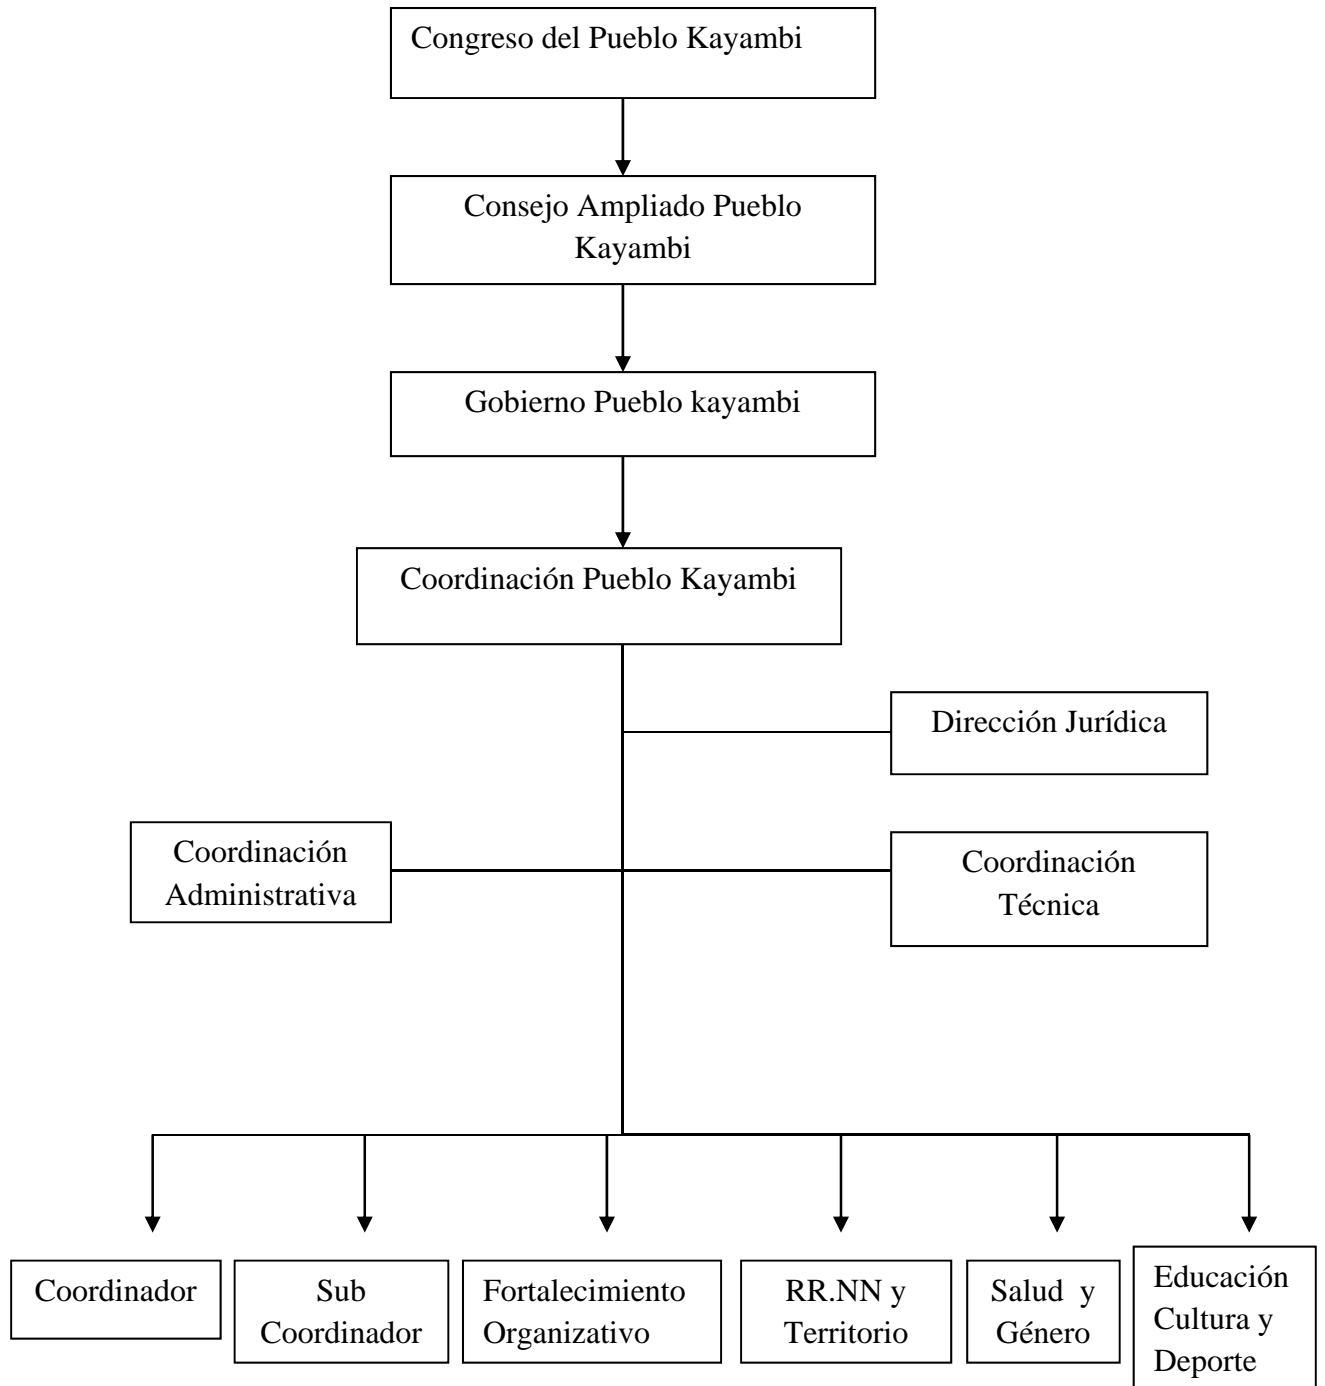 Congreso del Pueblo Kayambi
Consejo Ampliado Pueblo
Kayambi
Gobierno Pueblo kayambi
Coordinación Pueblo Kayambi
Dirección Jurídica
Coordinación
Administrativa
Coordinación
Técnica
Coordinador
Sub
Coordinador
Fortalecimiento
Organizativo
RR.NN y
Territorio
Salud y
Género
Educación
Cultura y
Deporte